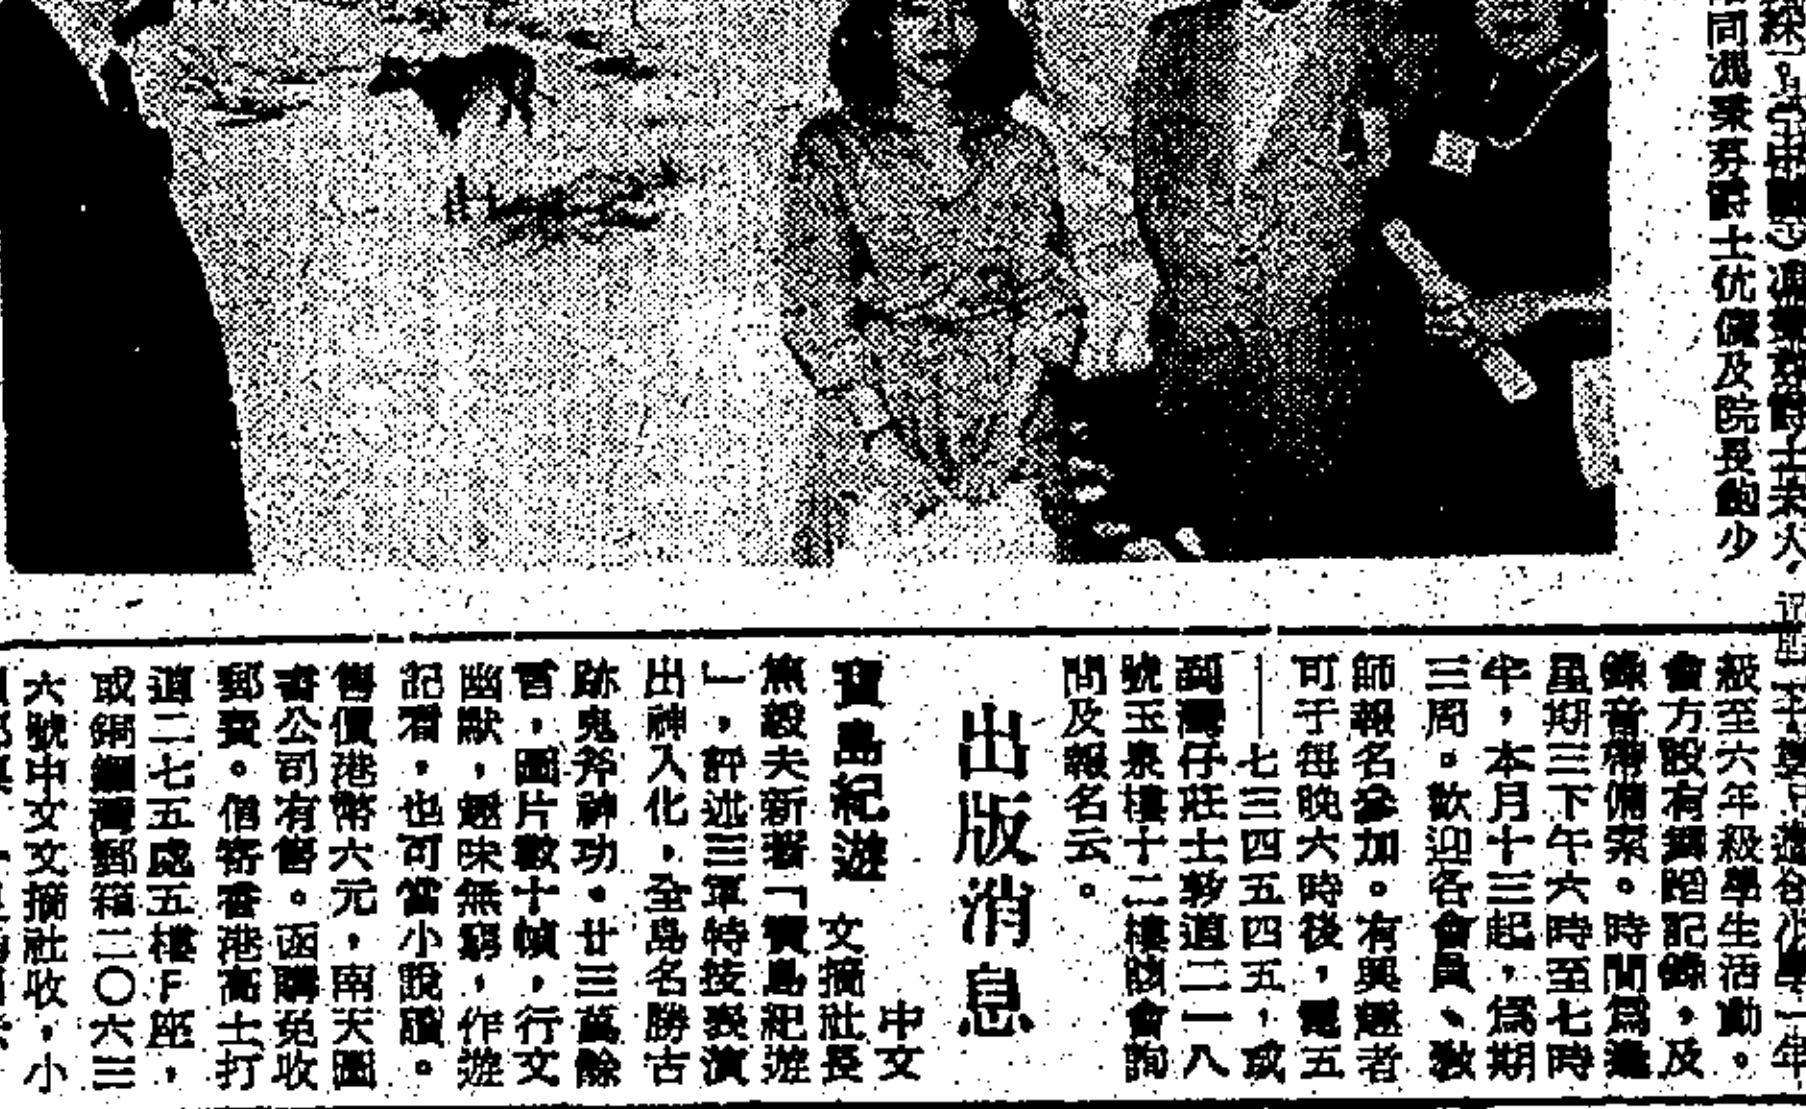 同馮秉芬爵士伉儷及院長鮑少
級至六年級學生活動。
會方設有攝記錄，及
錄音帶備索。時間為
星期三下午六時至七時
半，本月十三起，為期
三周。歡迎各會員、教
師報名參加。有興趣者
可于每晚六時後，電五
——七三四五四五，或
到灣仔莊士敦道二一八
號玉泉樓十二樓該會詢
問及報名云。
出版消息
寶島紀遊
中文
文摘社長
焦毅夫新著「寶島紀遊
」，評述三軍特技表演
出神入化，全島名勝古
跡鬼斧神功。廿三萬餘
言，圖片數十幀，行文
幽默，趣味無窮，作遊
記看，也可當小說讀。
售價港幣六元，南天圖
書公司有售。函購免收
郵費。信寄香港高士打
道二七五處五樓F座，
或銅鑼灣郵箱二〇六三
六號中文文摘社收，小